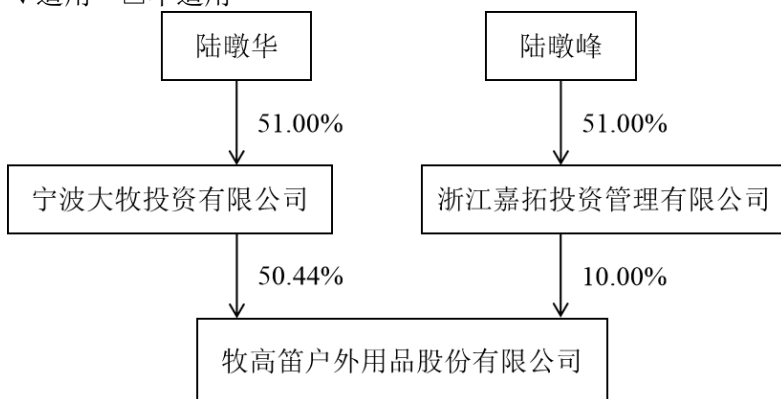 √适用 □不适用
陆暾华 陆暾峰
51.00% 51.00%
宁波大牧投资有限公司 浙江嘉拓投资管理有限公司
50.44% 10.00%
牧高笛户外用品股份有限公司